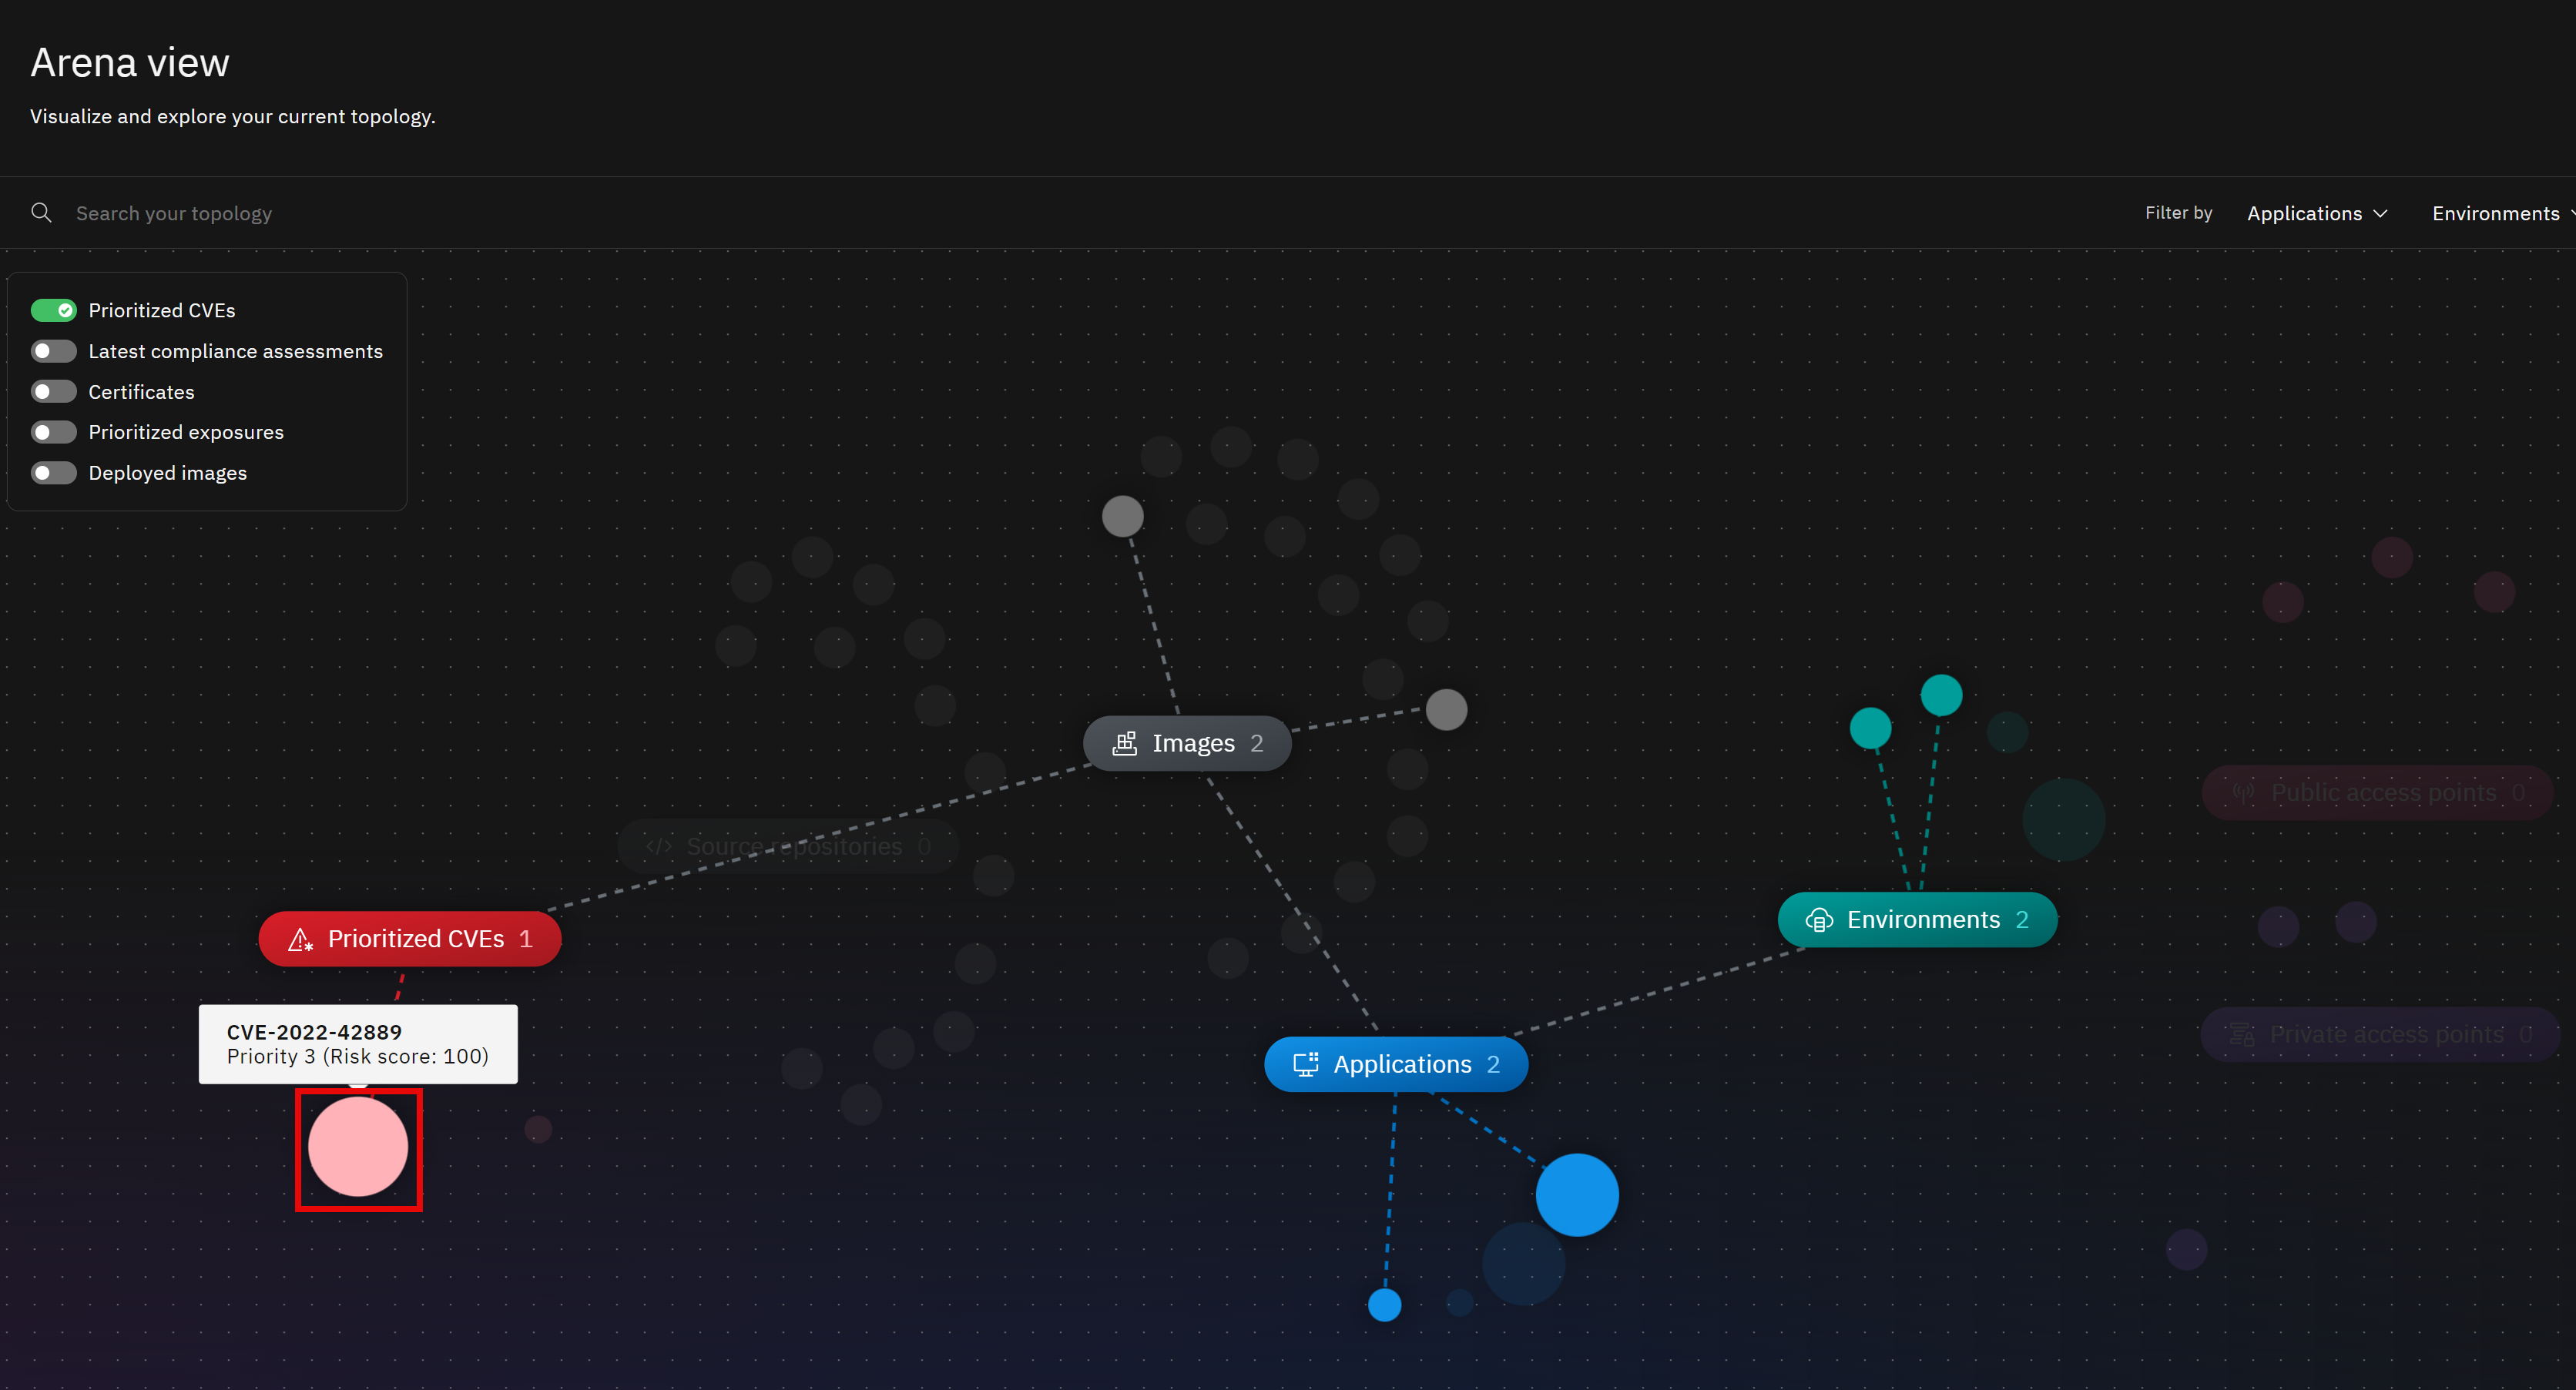 Arena view
Visualize and explore your current topology.
Search your topology
Filter by
Applications
Environments
Prioritized CVEs
Latest compliance assessments
Certificates
Prioritized exposures
Deployed images
Images 2
Public access points 0
</> Source repositories 0
Environments 2
Prioritized CVEs 1
CVE-2022-42889
Priority 3 (Risk score: 100)
Private access points 0
Applications 2